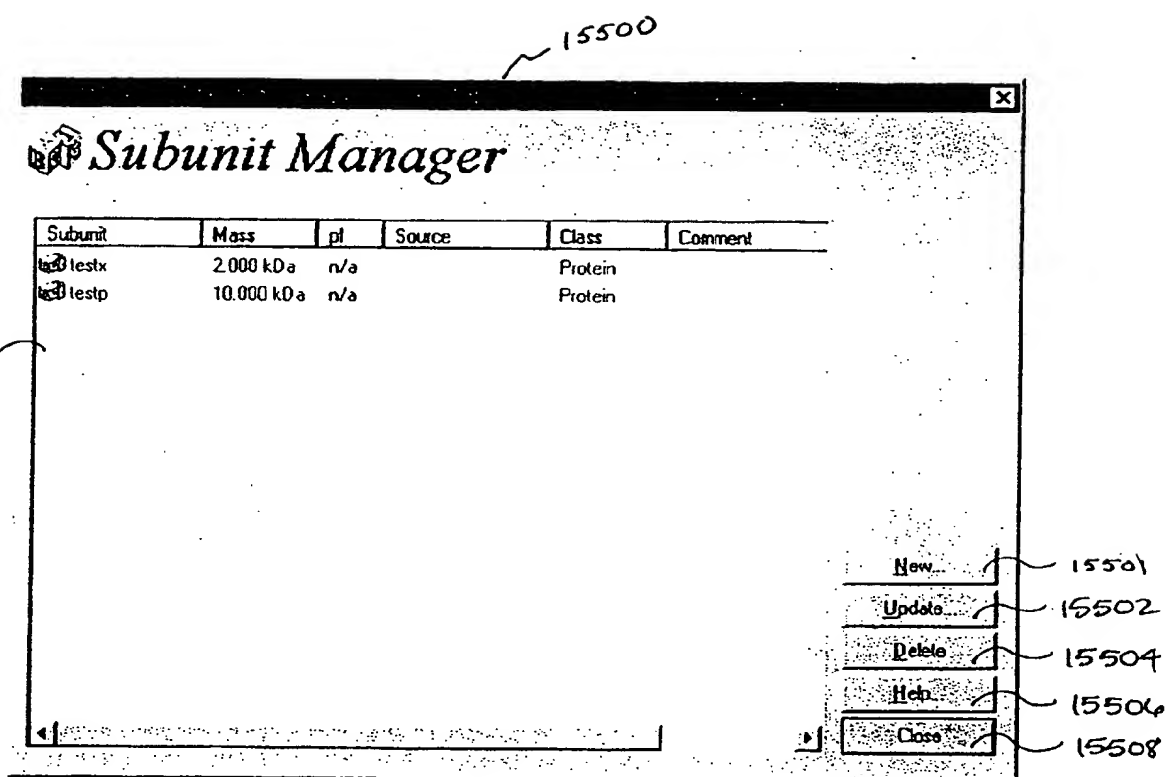 15500
Subunit Manager
Subunit Mass pI Source Class Comment
testx 2.000 kDa n/a Protein
testp 10.000 kDa n/a Protein
New... 15501
Update... 15502
Delete 15504
Help... 15506
Close 15508